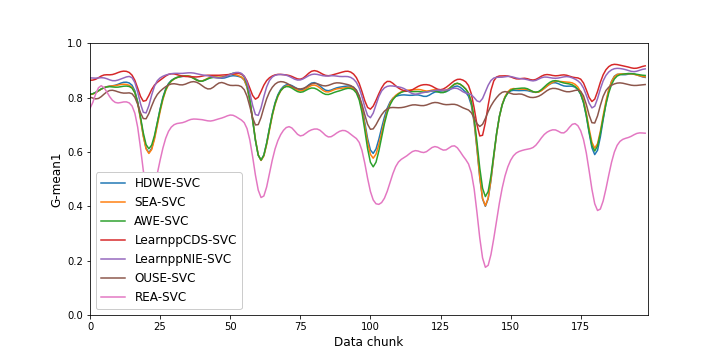 1.0
0.8
0.6
0.4
0.2
0.0
G-mean1
HDWE-SVC
SEA-SVC
AWE-SVC
LearnppCDS-SVC
LearnppNIE-SVC
OUSE-SVC
REA-SVC
0 25 50 75 100 125 150 175
Data chunk